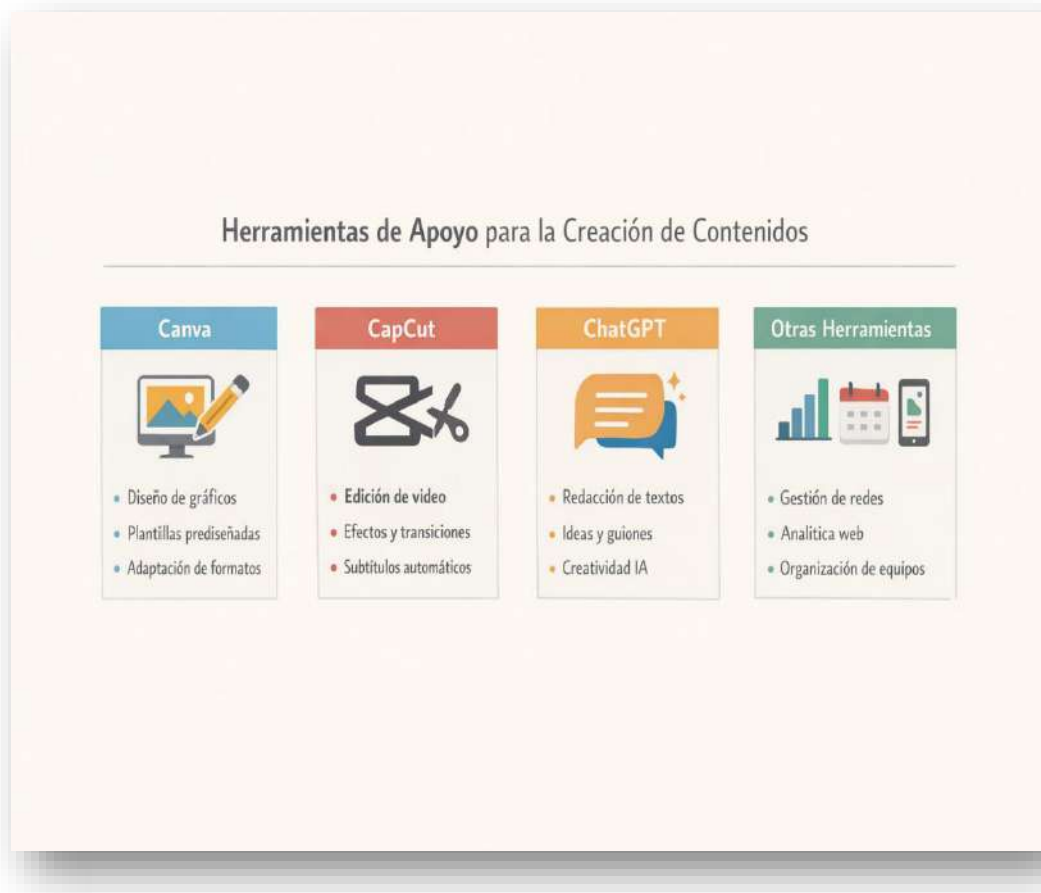 Herramientas de Apoyo para la Creación de Contenidos
Canva
• Diseño de gráficos
• Plantillas prediseñadas
• Adaptación de formatos
CapCut
• Edición de video
• Efectos y transiciones
• Subtítulos automáticos
ChatGPT
• Redacción de textos
• Ideas y guiones
• Creatividad IA
Otras Herramientas
• Gestión de redes
• Analitica web
• Organización de equipos